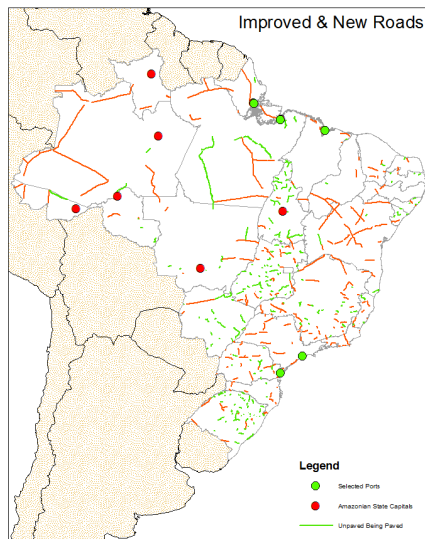 Improved & New Roads
Legend
Selected Ports
Amazonian State Capitals
Unpaved Being Paved